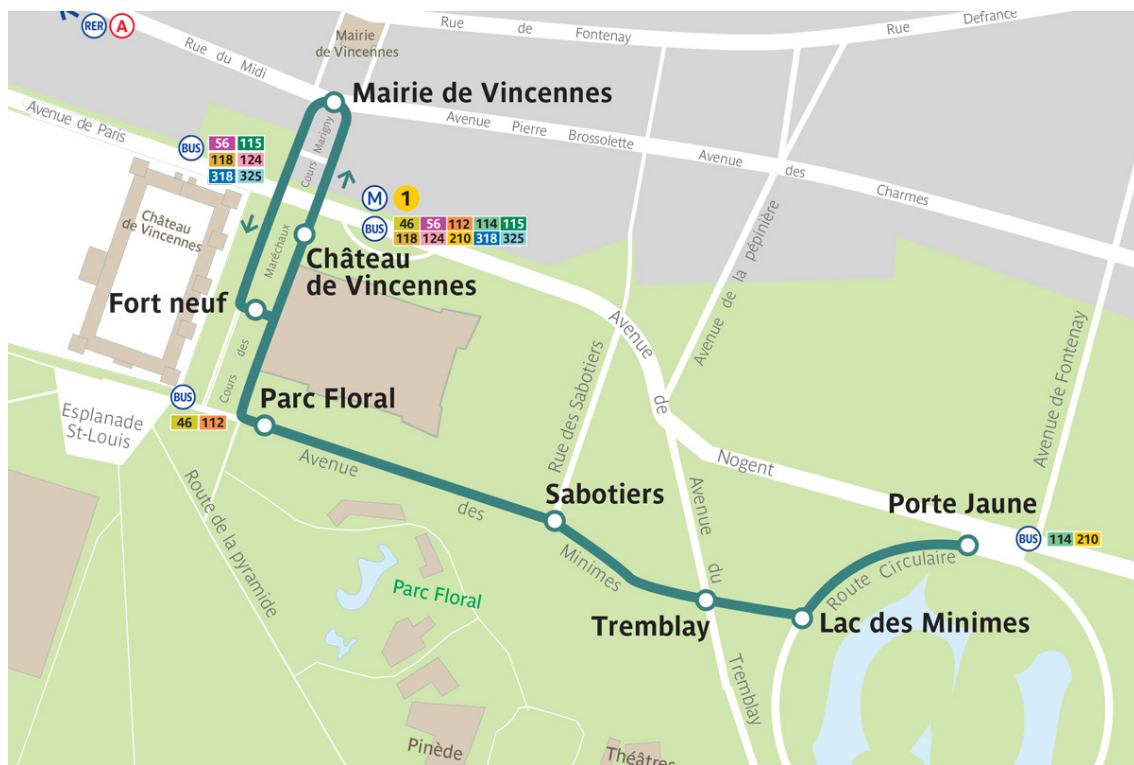 RER A
Rue du Midi
Mairie
de Vincennes
Rue de Fontenay
Rue Defrance
Mairie de Vincennes
Avenue de Paris
BUS 56 115
118 124
318 325
Cours Marigny
Avenue Pierre Brossolette
Avenue des Charmes
M 1
BUS 46 56 112 114 115
118 124 210 318 325
Château
de Vincennes
Cours des Maréchaux
Château
de Vincennes
Fort neuf
Avenue de Nogent
Avenue de la pépinière
Rue des Sabotiers
Avenue de Fontenay
BUS
46 112
Esplanade
St-Louis
Parc Floral
Avenue des Minimes
Route de la pyramide
Sabotiers
Avenue du Tremblay
Porte Jaune
BUS 114 210
Route Circulaire
Parc Floral
Tremblay
Lac des Minimes
Pinède
Théâtres